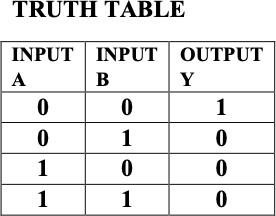 TRUTH TABLE
INPUT A INPUT B OUTPUT Y
0 0 1
0 1 0
1 0 0
1 1 0